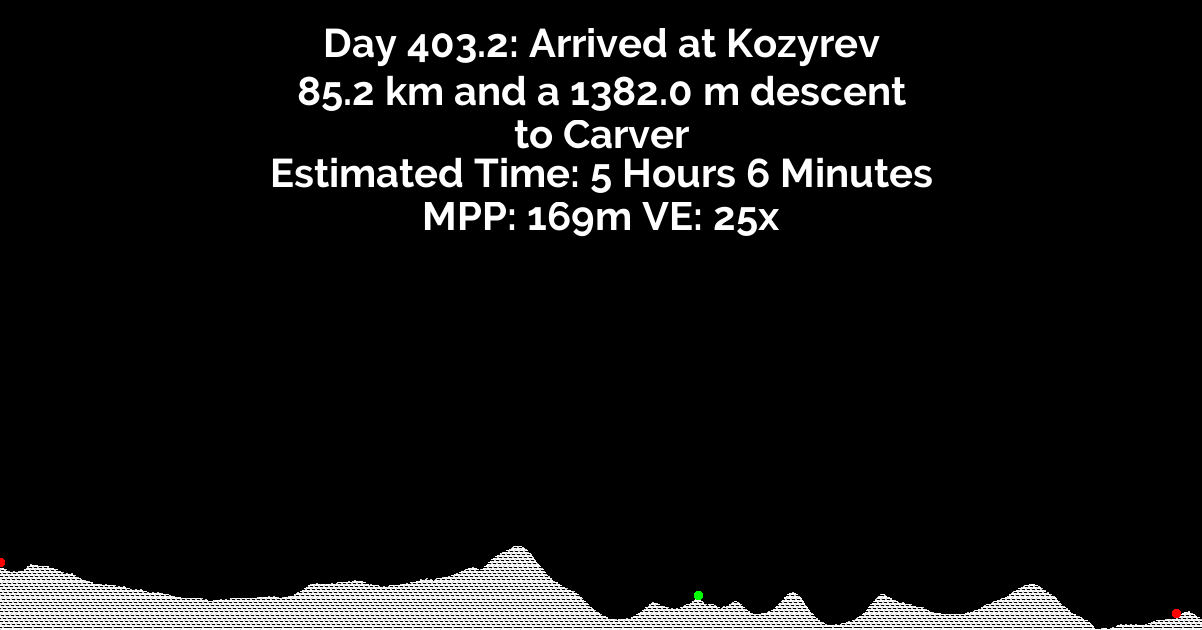 Day 403.2: Arrived at Kozyrev
85.2 km and a 1382.0 m descent
to Carver
Estimated Time: 5 Hours 6 Minutes
MPP: 169m VE: 25x